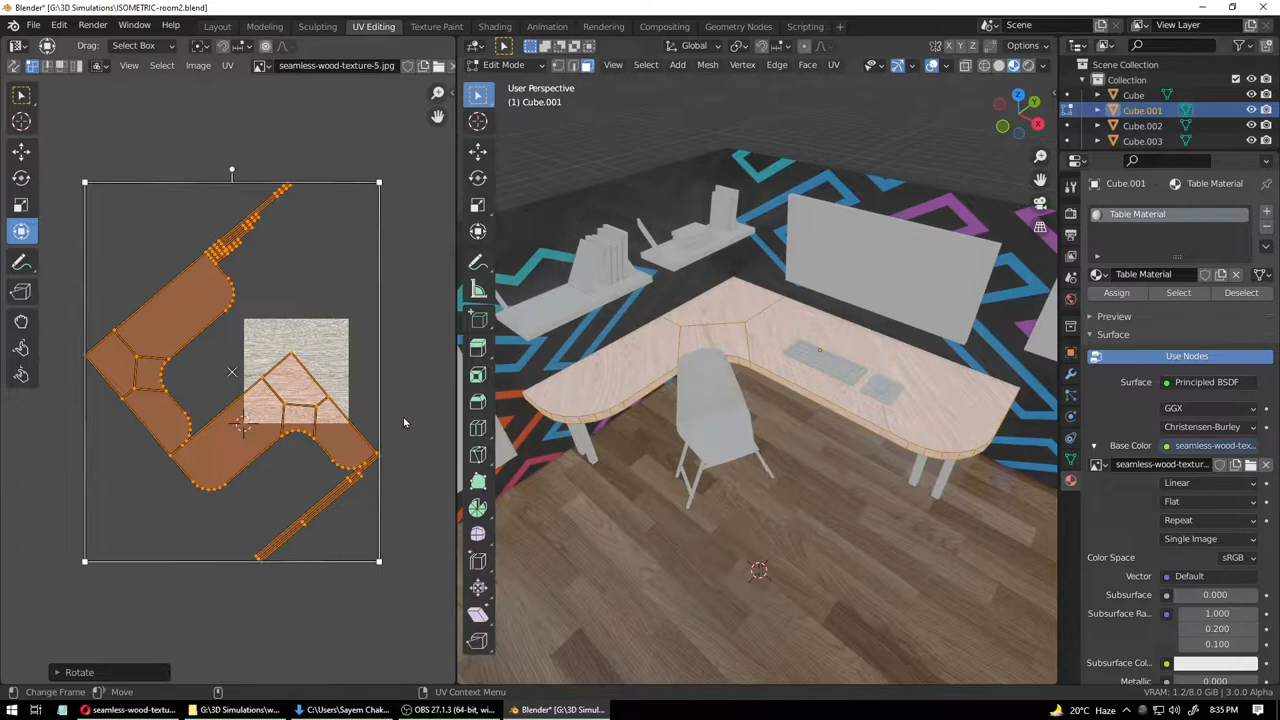 Blender* [G:\3D Simulations\ISOMETRIC-room2.blend]
File Edit Render Window Help Layout Modeling Sculpting UV Editing Texture Paint Shading Animation Rendering Compositing Geometry Nodes Scripting Scene View Layer
Drag: Select Box Global X Y Z Options
View Select Image UV seamless-wood-texture-5.jpg Edit Mode View Select Add Mesh Vertex Edge Face UV
Scene Collection
Collection
Cube
Cube.001
Cube.002
Cube.003
User Perspective
(1) Cube.001
Z
Y
X
Cube.001 Table Material
Table Material
Table Material
Assign Select Deselect
Preview
Surface
Use Nodes
Surface Principled BSDF
GGX
Christensen-Burley
Base Color seamless-wood-tex...
seamless-wood-textur...
Linear
Flat
Repeat
Single Image
Color Space sRGB
Vector Default
Subsurface 0.000
Subsurface Ra... 1.000
0.200
0.100
Subsurface Col...
Metallic 0.000
Rotate
Change Frame Move UV Context Menu VRAM: 1.2/8.0 GiB | 3.0.0 Alpha
seamless-wood-textu... G:\3D Simulations\w... C:\Users\Sayem Chak... OBS 27.1.3 (64-bit, wi... Blender* [G:\3D Simul... 20°C Haze 8:35 PM